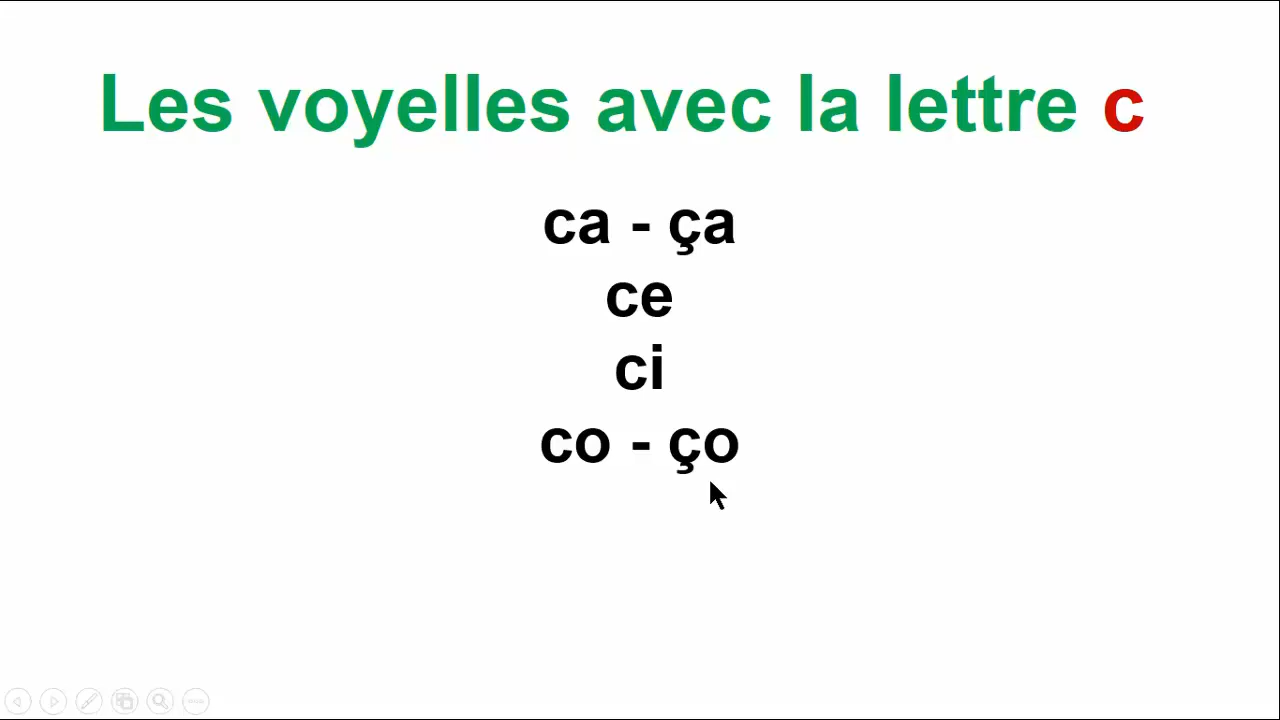 Les voyelles avec la lettre c
ca - ça
ce
ci
co - ço